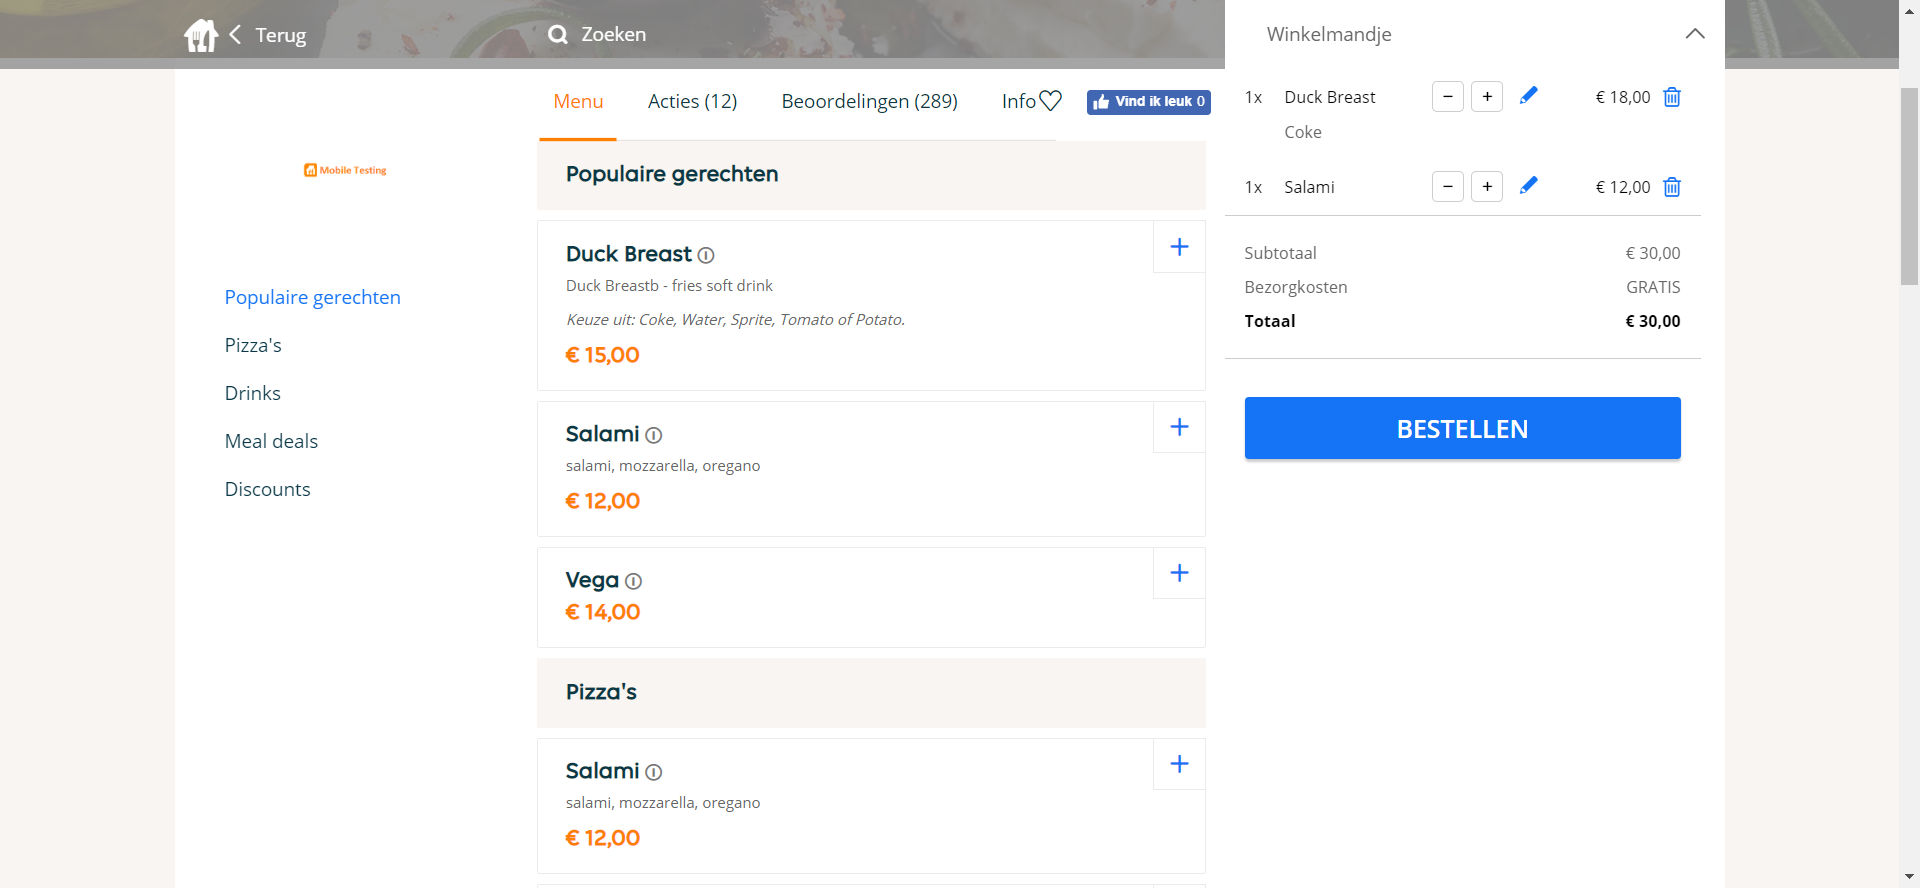 Terug
Zoeken
Winkelmandje
Menu
Acties (12)
Beoordelingen (289)
Info
Vind ik leuk 0
Mobile Testing
Populaire gerechten
Pizza's
Drinks
Meal deals
Discounts
Populaire gerechten
Duck Breast
Duck Breastb - fries soft drink
Keuze uit: Coke, Water, Sprite, Tomato of Potato.
€ 15,00
Salami
salami, mozzarella, oregano
€ 12,00
Vega
€ 14,00
Pizza's
Salami
salami, mozzarella, oregano
€ 12,00
1x Duck Breast − + € 18,00
Coke
1x Salami − + € 12,00
Subtotaal € 30,00
Bezorgkosten GRATIS
Totaal € 30,00
BESTELLEN